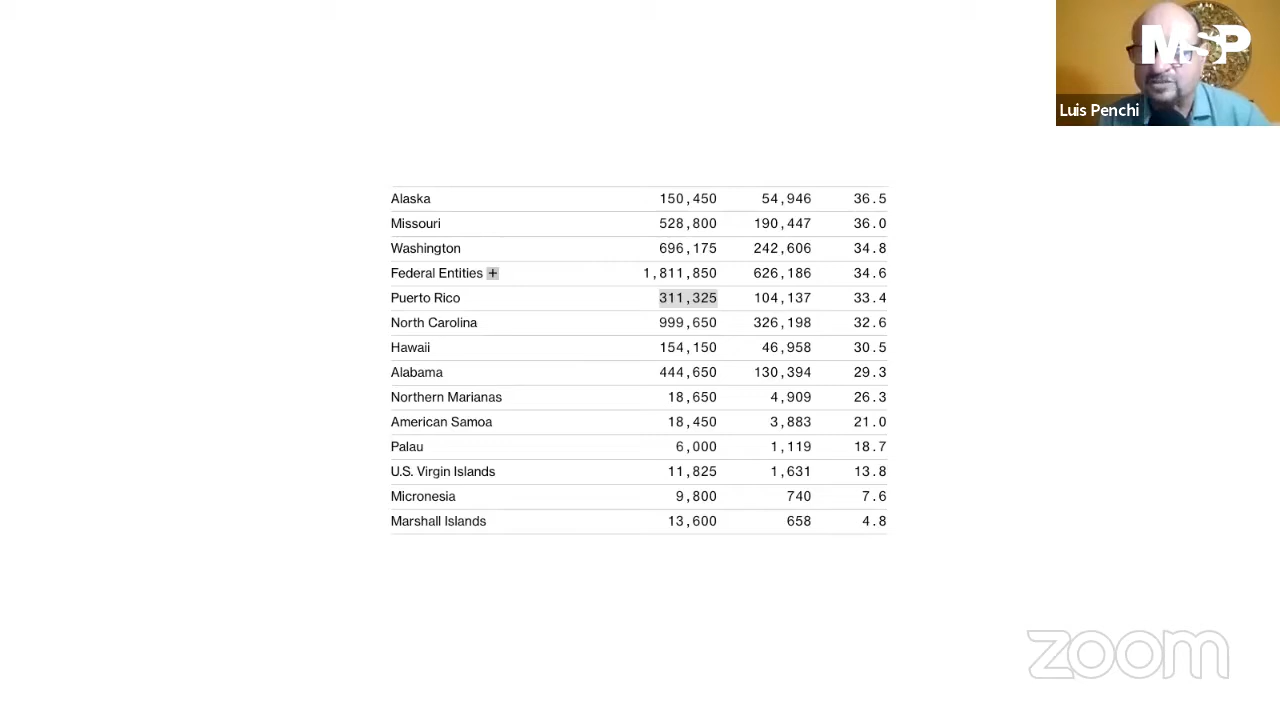 MSP
Luis Penchi
Alaska 150,450 54,946 36.5
Missouri 528,800 190,447 36.0
Washington 696,175 242,606 34.8
Federal Entities + 1,811,850 626,186 34.6
Puerto Rico 311,325 104,137 33.4
North Carolina 999,650 326,198 32.6
Hawaii 154,150 46,958 30.5
Alabama 444,650 130,394 29.3
Northern Marianas 18,650 4,909 26.3
American Samoa 18,450 3,883 21.0
Palau 6,000 1,119 18.7
U.S. Virgin Islands 11,825 1,631 13.8
Micronesia 9,800 740 7.6
Marshall Islands 13,600 658 4.8
zoom